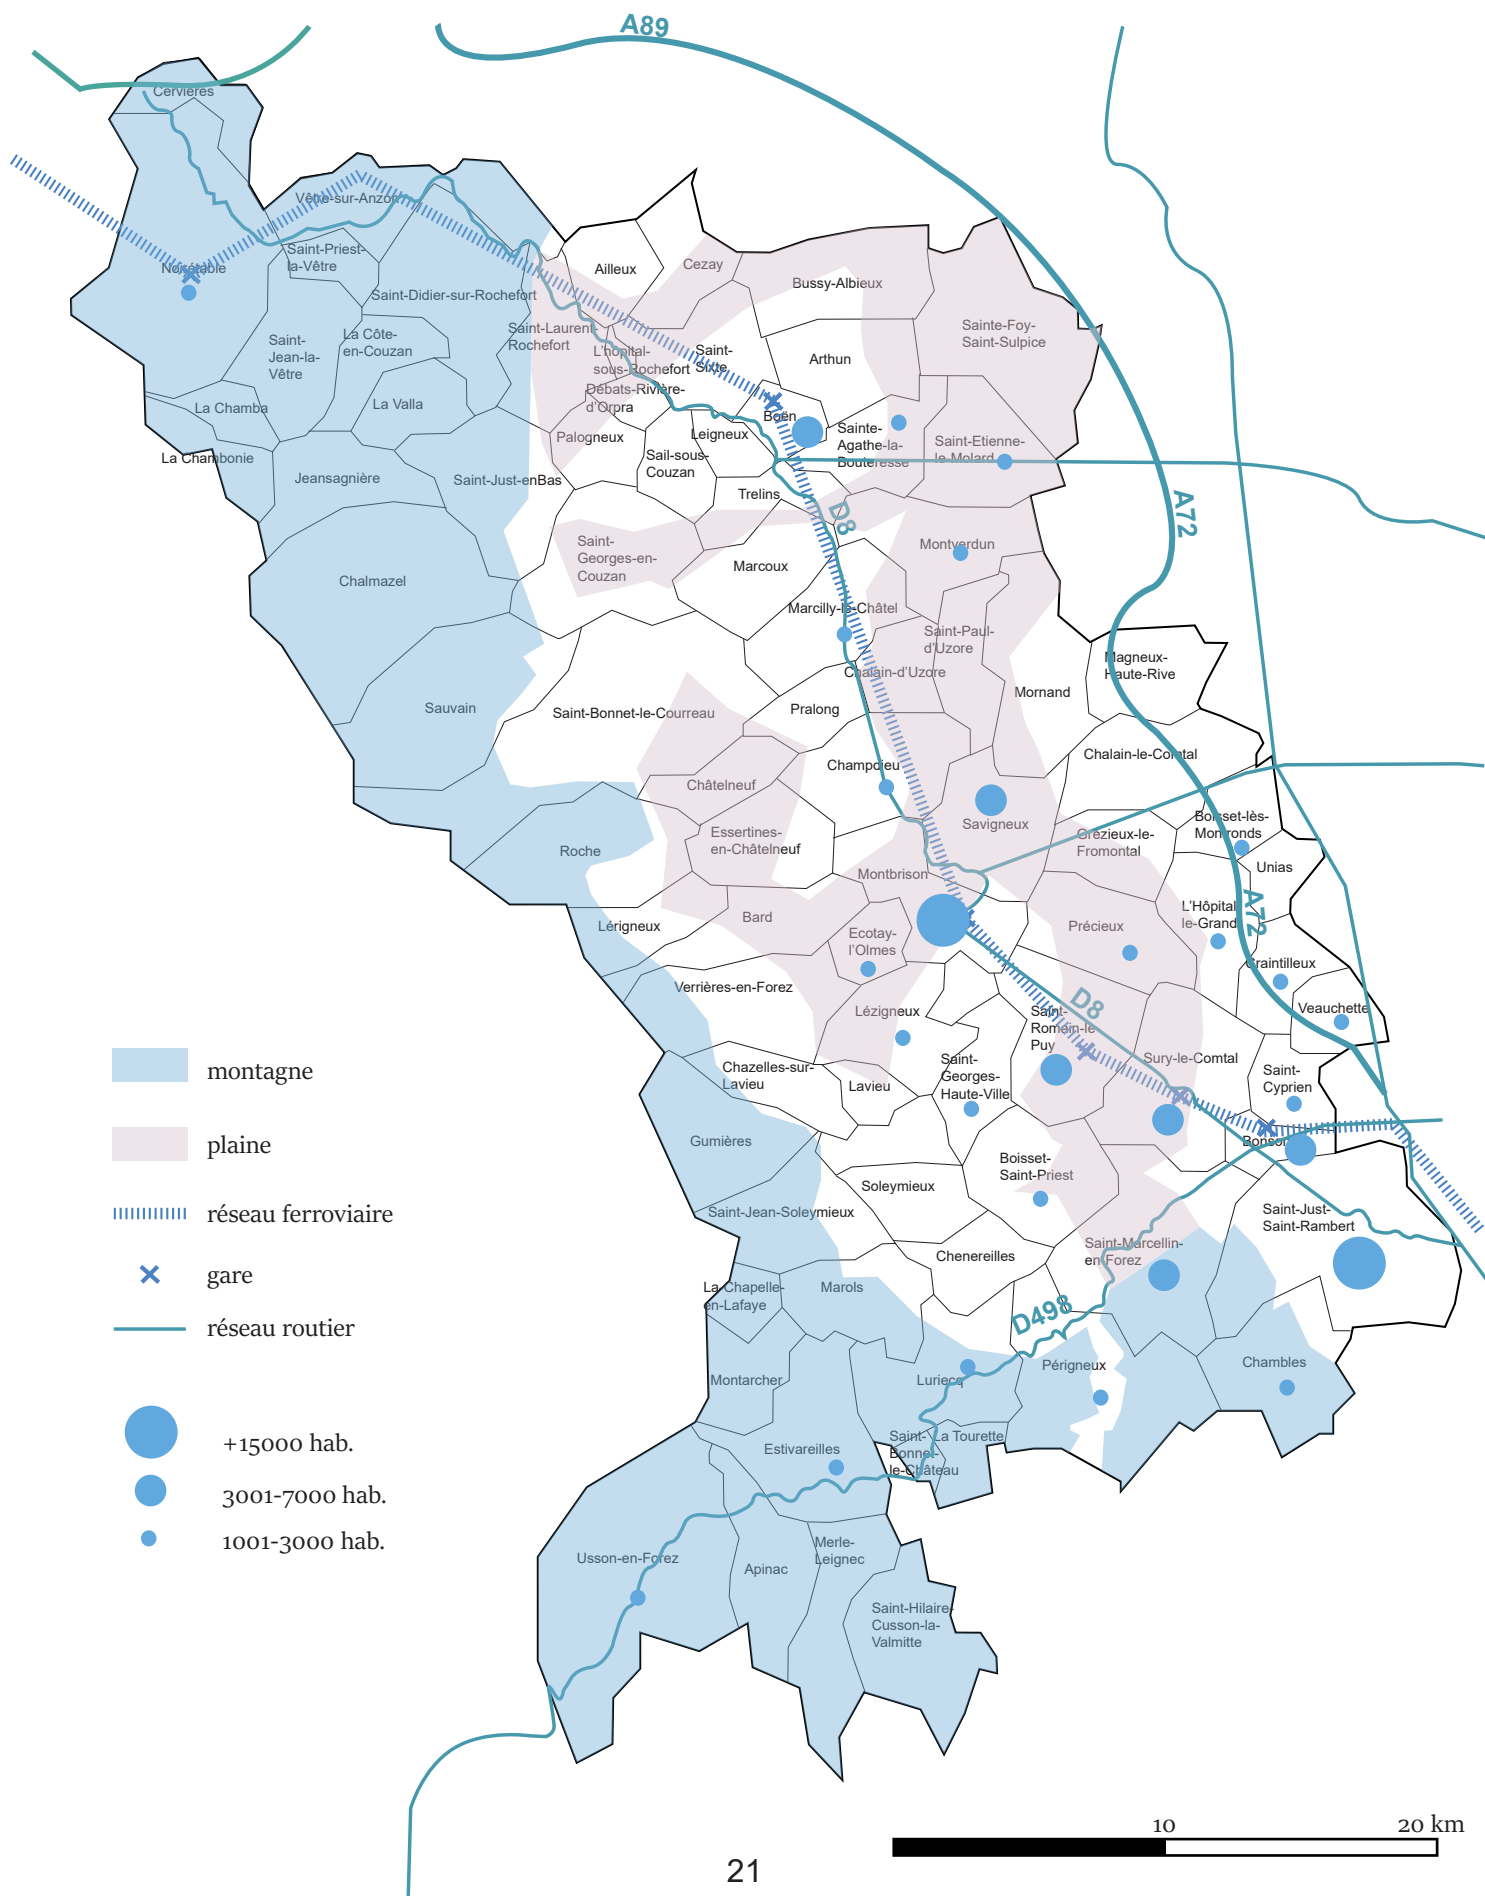 A89
Cervières
Vêtre-sur-Anzon
Noirétable
Saint-Priest-
la-Vêtre
Saint-Didier-sur-Rochefort
Ailleux
Cezay
Bussy-Albieux
Saint-
Jean-la-
Vêtre
La Côte-
en-Couzan
Saint-Laurent-
Rochefort
L'hôpital-
sous-Rochefort
Saint-
Sixte
Arthun
Sainte-Foy-
Saint-Sulpice
La Chamba
La Valla
Débats-Rivière-
d'Orpra
Boën
Palogneux
Leigneux
Sainte-
Agathe-la-
Bouteresse
Saint-Etienne-
le-Molard
La Chambonie
Jeansagnière
Saint-Just-enBas
Sail-sous-
Couzan
Trelins
D8
A72
Chalmazel
Saint-
Georges-en-
Couzan
Marcoux
Montverdun
Marcilly-le-Châtel
Saint-Paul-
d'Uzore
Chalain-d'Uzore
Magneux-
Haute-Rive
Mornand
Sauvain
Saint-Bonnet-le-Courreau
Pralong
Champdieu
Chalain-le-Comtal
Châtelneuf
Essertines-
en-Châtelneuf
Savigneux
Grézieux-le-
Fromontal
Boisset-lès-
Montronds
Unias
Roche
Montbrison
Lérigneux
Bard
Ecotay-
l'Olmes
Précieux
L'Hôpital-
le-Grand
A72
Craintilleux
Verrières-en-Forez
Lézigneux
D8
Saint-
Romain-le-
Puy
Veauchette
Chazelles-sur-
Lavieu
Lavieu
Saint-
Georges-
Haute-Ville
Sury-le-Comtal
Saint-
Cyprien
Gumières
Bonson
Boisset-
Saint-Priest
Soleymieux
Saint-Jean-Soleymieux
Saint-Just-
Saint-Rambert
Chenereilles
Saint-Marcellin-
en Forez
La-Chapelle-
en-Lafaye
Marols
D498
Montarcher
Luriecq
Périgneux
Chambles
Estivareilles
Saint-
Bonnet-
le-Château
La Tourette
Usson-en-Forez
Apinac
Merle-
Leignec
Saint-Hilaire-
Cusson-la-
Valmitte
montagne
plaine
réseau ferroviaire
gare
réseau routier
+15000 hab.
3001-7000 hab.
1001-3000 hab.
10
20 km
21